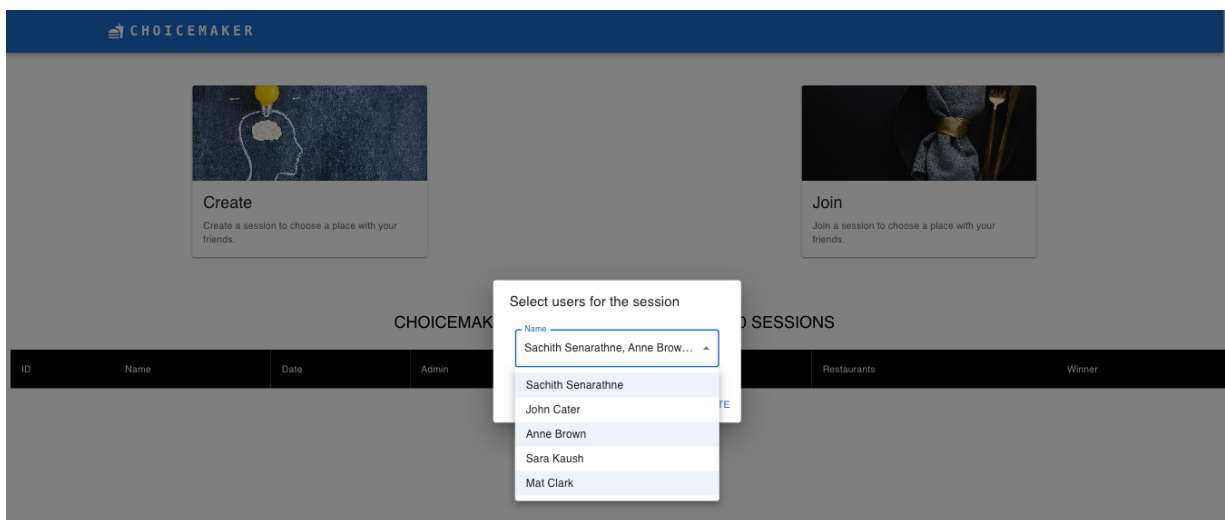 CHOICEMAKER
Create
Create a session to choose a place with your
friends.
Join
Join a session to choose a place with your
friends.
Select users for the session
CHOICEMAK
SESSIONS
Name
Sachith Senarathne, Anne Brow...
ID Name Date Admin Restaurants Winner
Sachith Senarathne
John Cater
TE
Anne Brown
Sara Kaush
Mat Clark